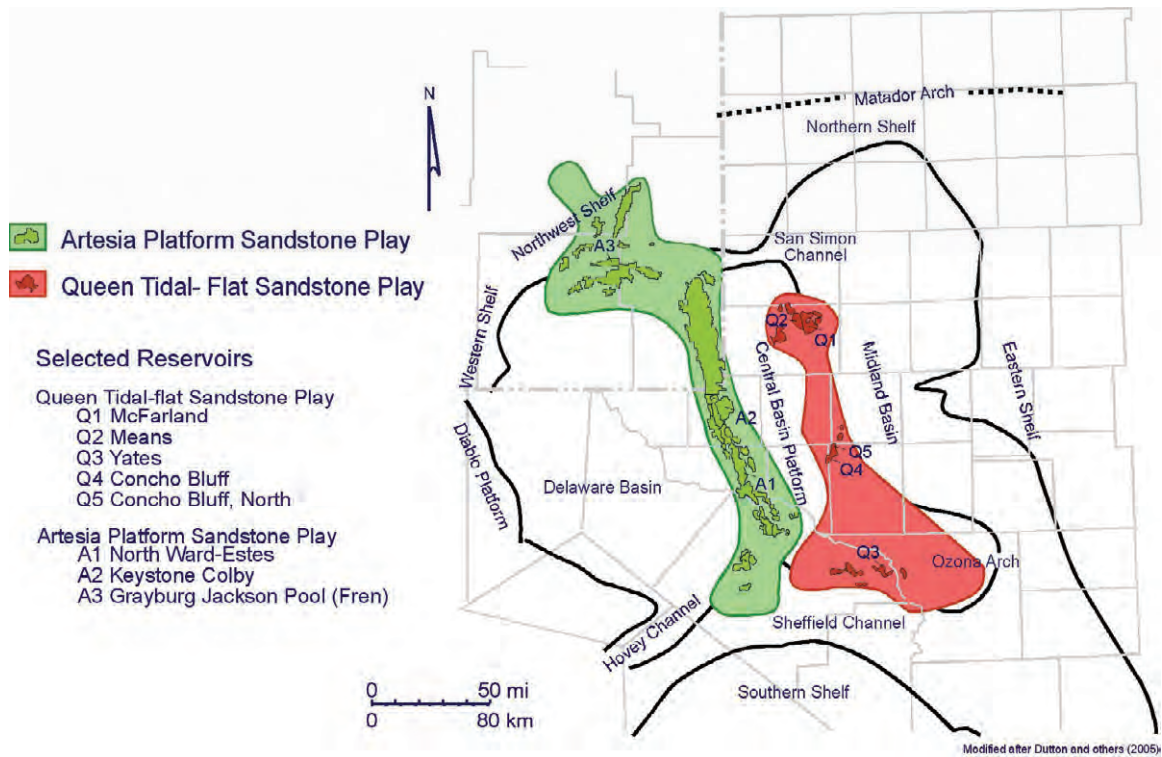 Matador Arch
Northern Shelf
N
Northwest Shelf
A3
San Simon
Channel
Artesia Platform Sandstone Play
Queen Tidal- Flat Sandstone Play
Western Shelf
Q2
Q1
Central Basin Platform
Midland Basin
Eastern Shelf
Selected Reservoirs
Queen Tidal-flat Sandstone Play
Q1 McFarland
Q2 Means
Q3 Yates
Q4 Concho Bluff
Q5 Concho Bluff, North
Artesia Platform Sandstone Play
A1 North Ward-Estes
A2 Keystone Colby
A3 Grayburg Jackson Pool (Fren)
Diablo Platform
A2
Q5
Q4
A1
Delaware Basin
Q3
Ozona Arch
Hovey Channel
Sheffield Channel
Southern Shelf
0 50 mi
0 80 km
Modified after Dutton and others (2005)